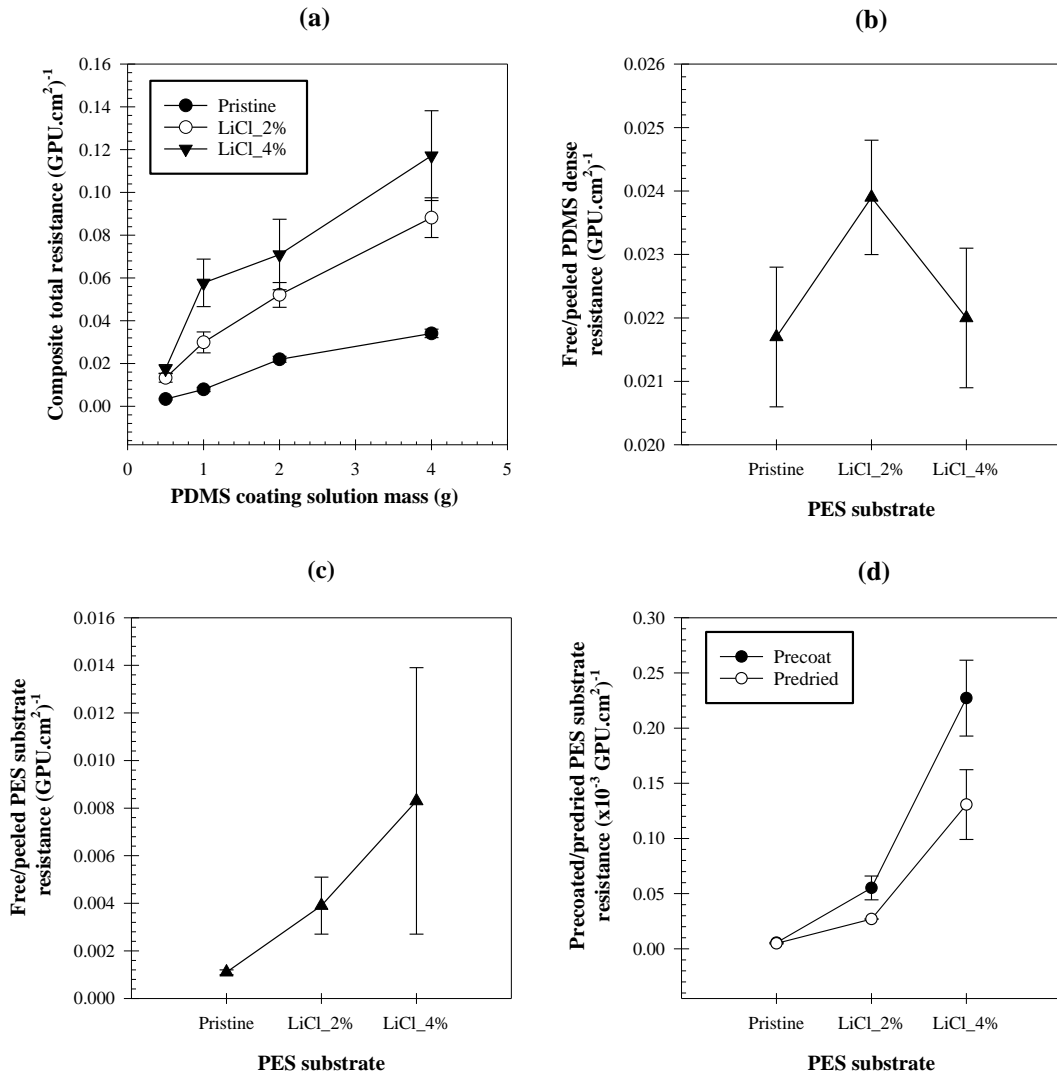 (a)
Composite total resistance (GPU.cm²)⁻¹
0.16
0.14
0.12
0.10
0.08
0.06
0.04
0.02
0.00
Pristine
LiCl_2%
LiCl_4%
0
1
2
3
4
5
PDMS coating solution mass (g)
(b)
Free/peeled PDMS dense
resistance (GPU.cm²)⁻¹
0.026
0.025
0.024
0.023
0.022
0.021
0.020
Pristine
LiCl_2%
LiCl_4%
PES substrate
(c)
Free/peeled PES substrate
resistance (GPU.cm²)⁻¹
0.016
0.014
0.012
0.010
0.008
0.006
0.004
0.002
0.000
Pristine
LiCl_2%
LiCl_4%
PES substrate
(d)
Precoated/predried PES substrate
resistance (x10⁻³ GPU.cm²)⁻¹
0.30
0.25
0.20
0.15
0.10
0.05
0.00
Precoat
Predried
Pristine
LiCl_2%
LiCl_4%
PES substrate